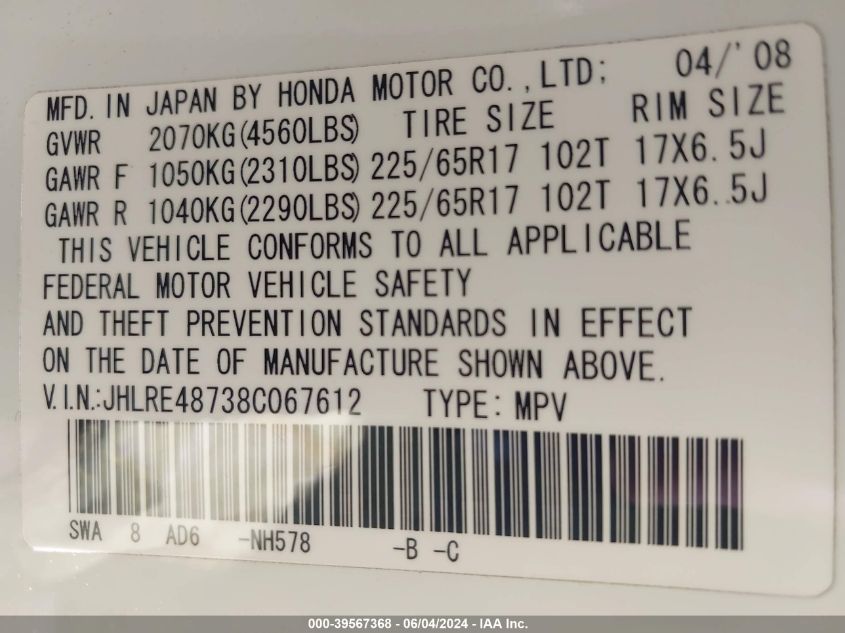 MFD. IN JAPAN BY HONDA MOTOR CO., LTD; 04/'08
GVWR 2070KG(4560LBS) TIRE SIZE RIM SIZE
GAWR F 1050KG(2310LBS) 225/65R17 102T 17X6.5J
GAWR R 1040KG(2290LBS) 225/65R17 102T 17X6.5J
THIS VEHICLE CONFORMS TO ALL APPLICABLE
FEDERAL MOTOR VEHICLE SAFETY
AND THEFT PREVENTION STANDARDS IN EFFECT
ON THE DATE OF MANUFACTURE SHOWN ABOVE.
V.I.N.:JHLRE48738C067612 TYPE: MPV
SWA 8 AD6 -NH578 -B -C
000-39567368 - 06/04/2024 - IAA Inc.